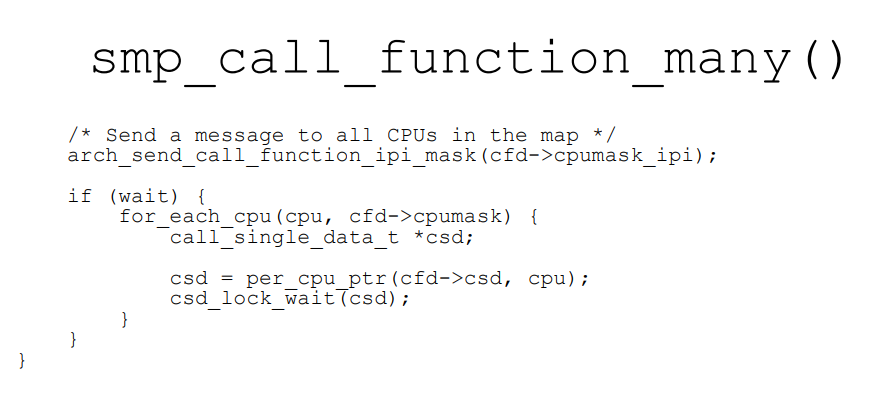 smp_call_function_many()
/* Send a message to all CPUs in the map */
arch_send_call_function_ipi_mask(cfd->cpumask_ipi);
if (wait) {
for_each_cpu(cpu, cfd->cpumask) {
call_single_data_t *csd;
csd = per_cpu_ptr(cfd->csd, cpu);
csd_lock_wait(csd);
}
}
}